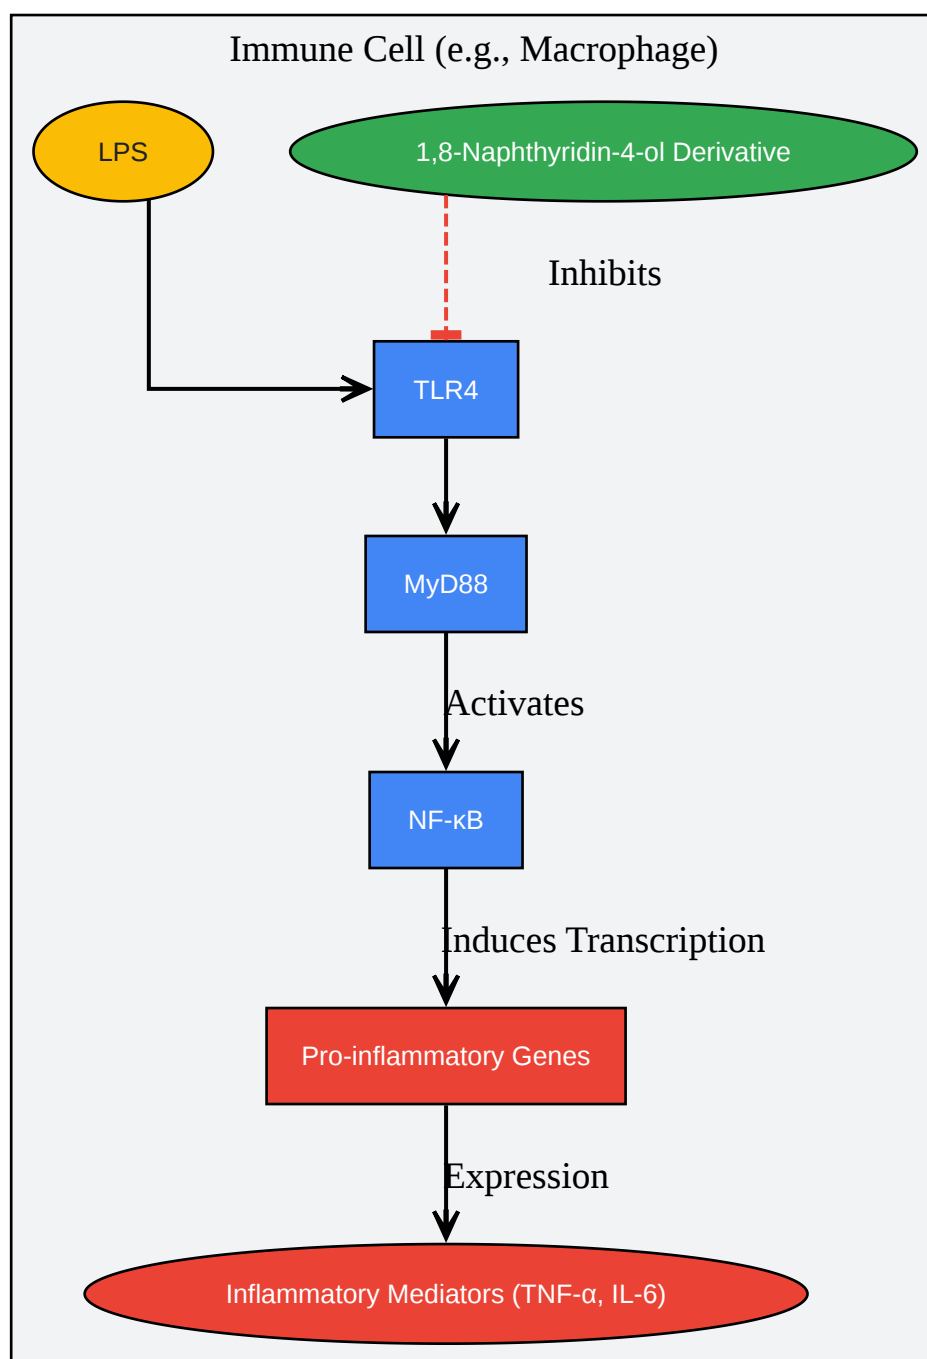 Immune Cell (e.g., Macrophage)
LPS
1,8-Naphthyridin-4-ol Derivative
Inhibits
TLR4
MyD88
Activates
NF-κB
Induces Transcription
Pro-inflammatory Genes
Expression
Inflammatory Mediators (TNF-α, IL-6)